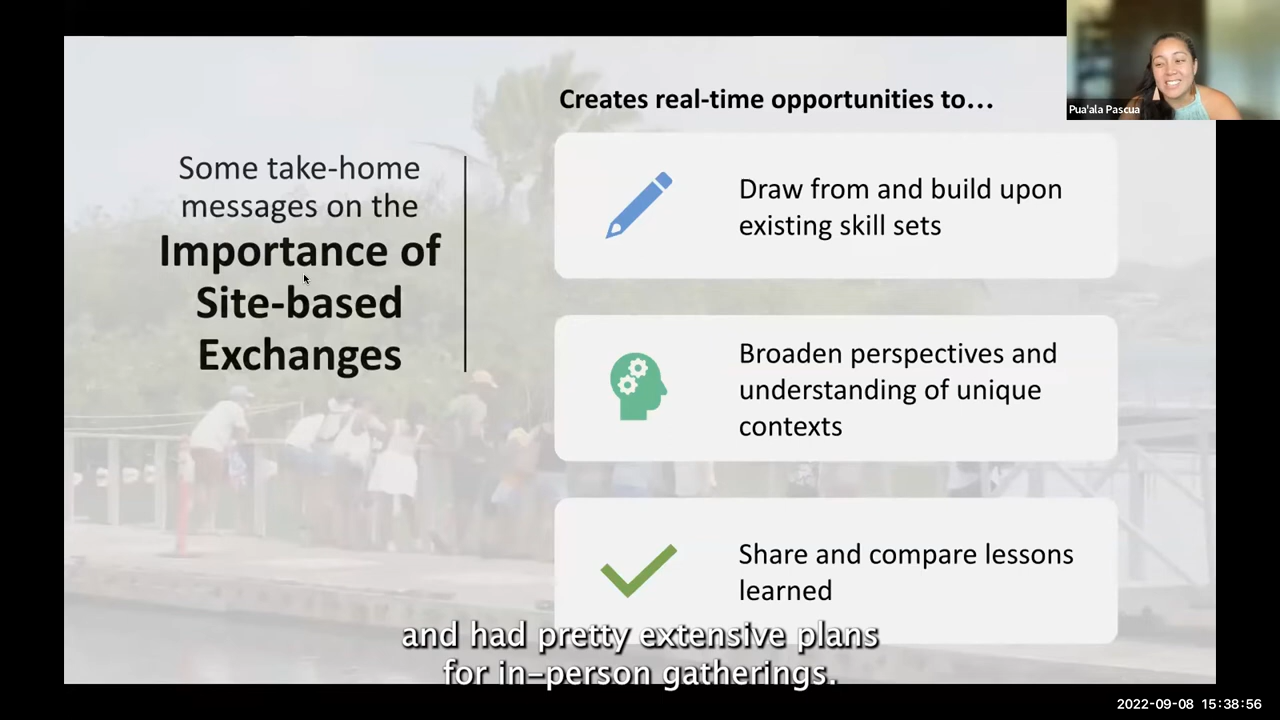 Some take-home
messages on the
Importance of
Site-based
Exchanges
Creates real-time opportunities to…
Draw from and build upon
existing skill sets
Broaden perspectives and
understanding of unique
contexts
Share and compare lessons
learned
and had pretty extensive plans
for in–person gatherings.
Pua'ala Pascua
2022-09-08 15:38:56